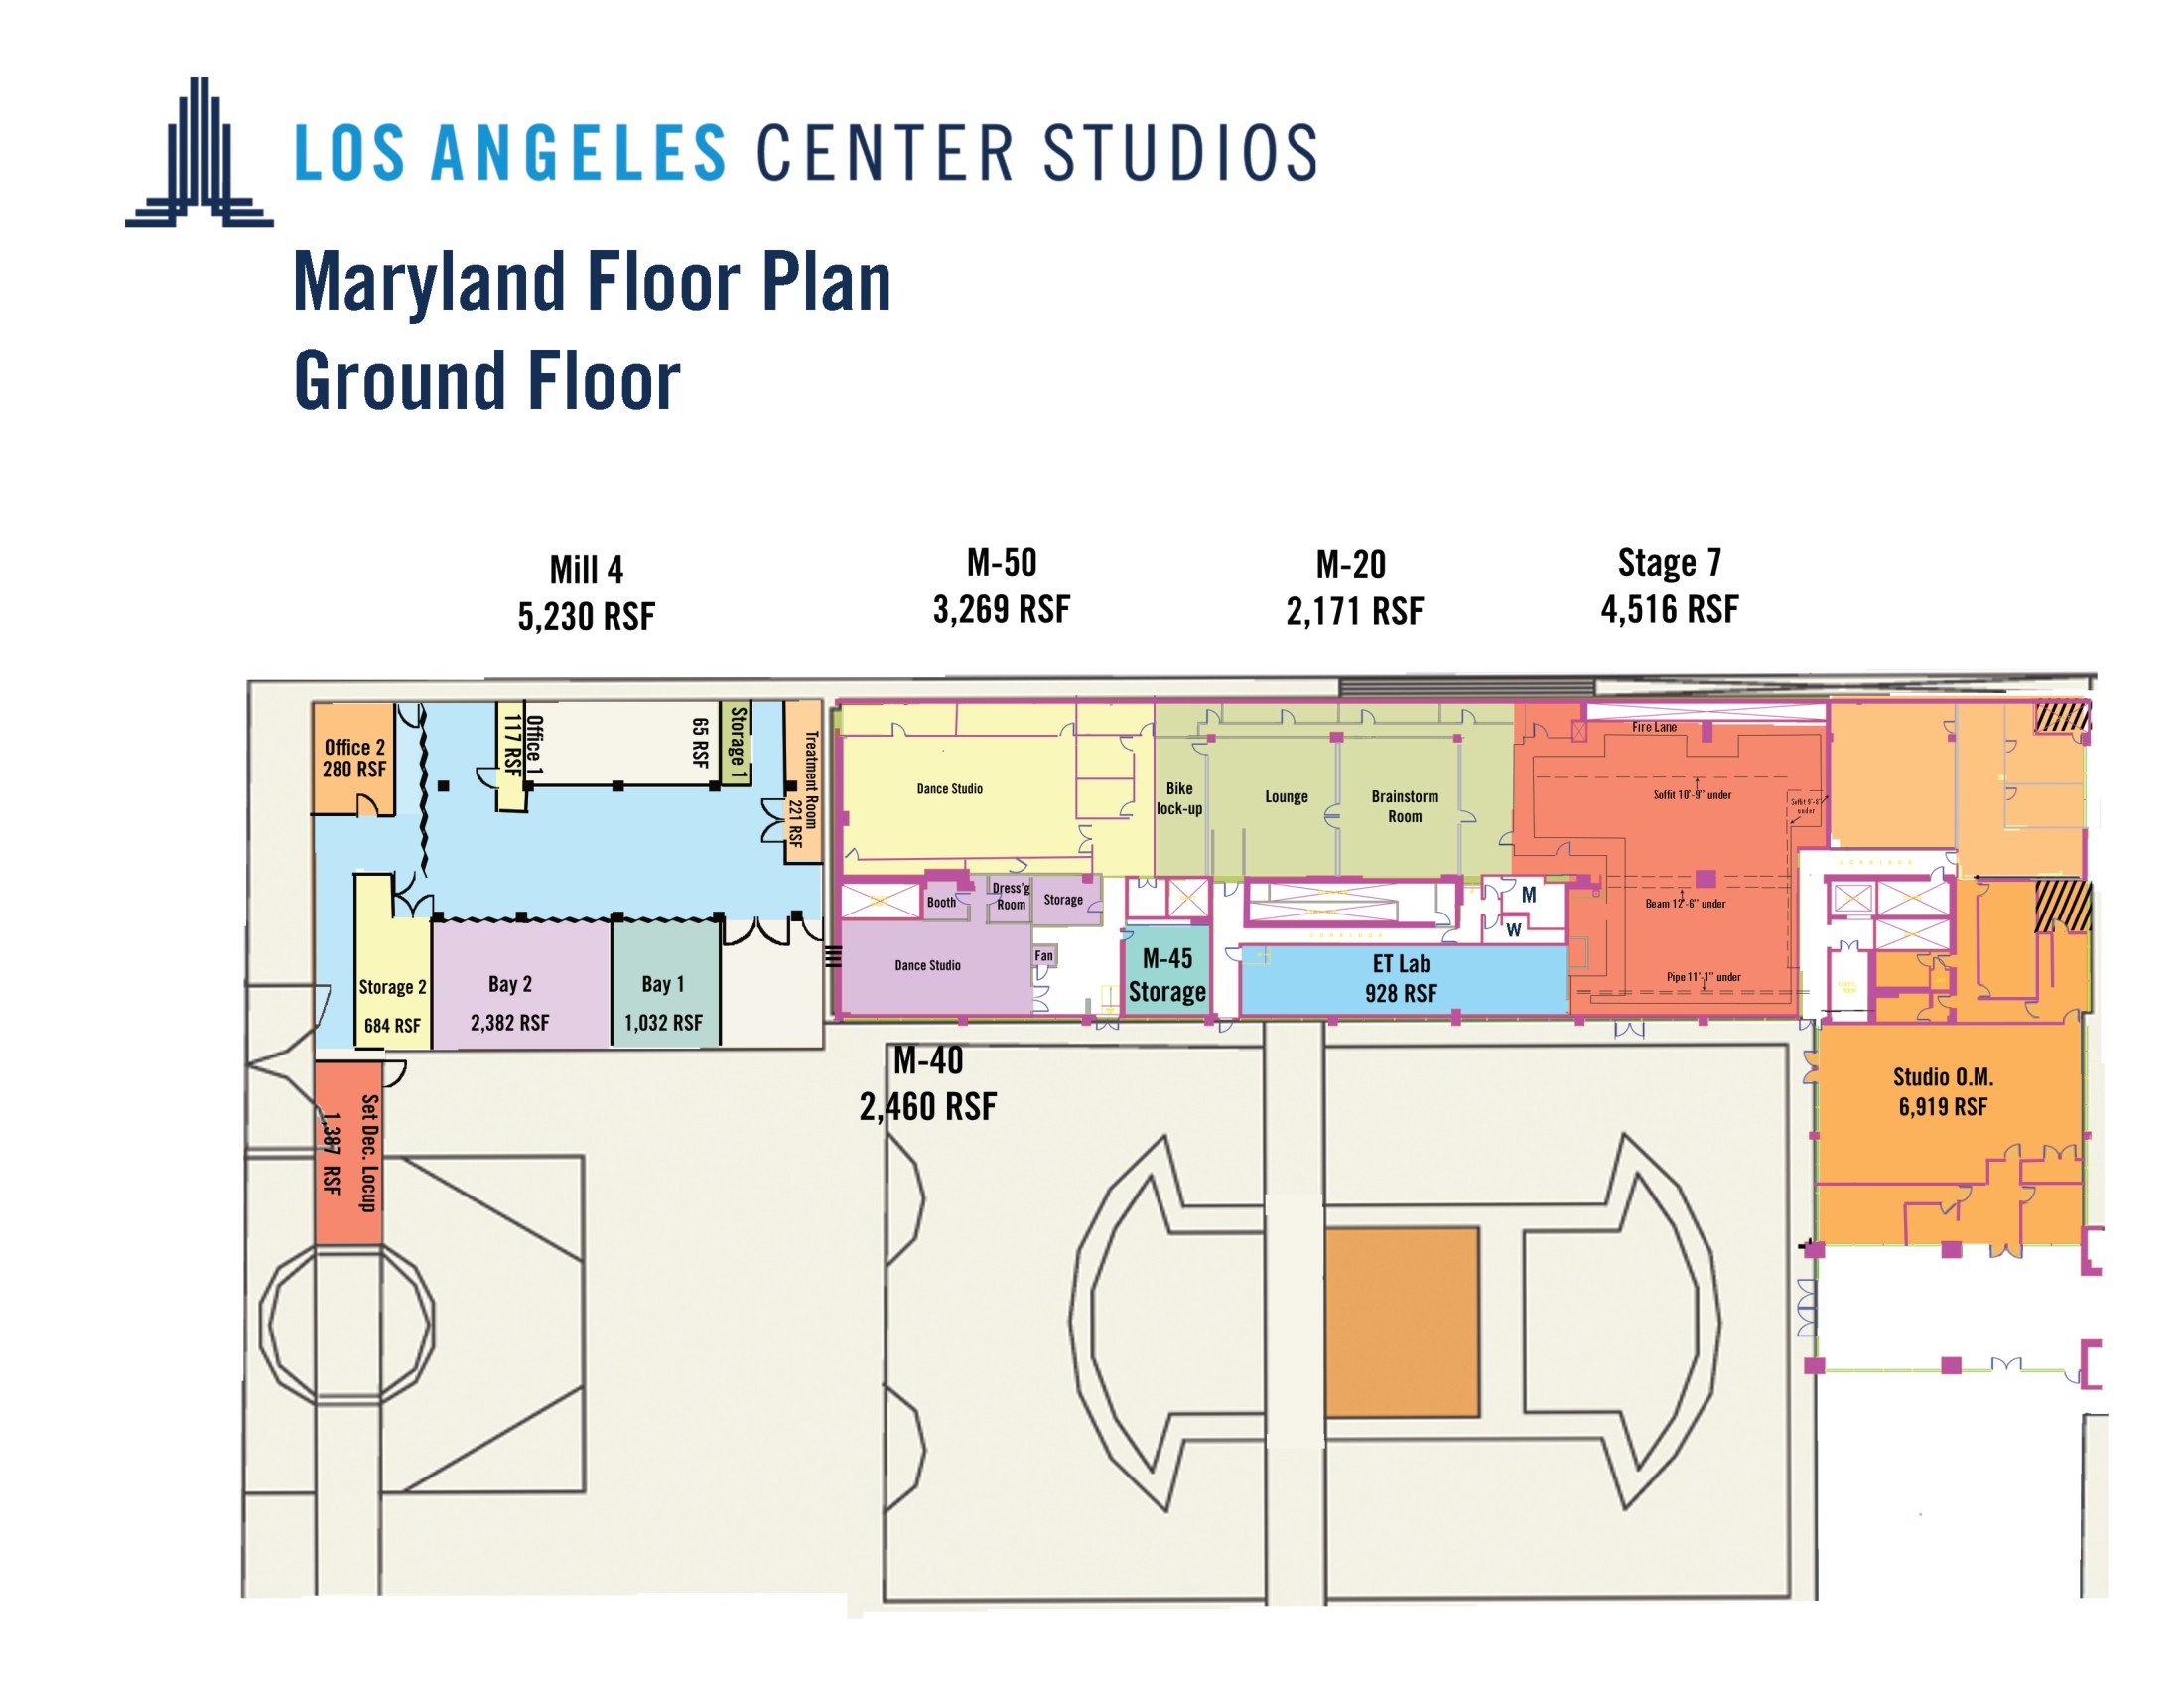 LOS ANGELES CENTER STUDIOS
Maryland Floor Plan
Ground Floor
Mill 4
5,230 RSF
M-50
3,269 RSF
M-20
2,171 RSF
Stage 7
4,516 RSF
Office 2
280 RSF
Office 1
117 RSF
65 RSF
Storage 1
Treatment Room
221 RSF
Storage 2
684 RSF
Bay 2
2,382 RSF
Bay 1
1,032 RSF
Set Dec. Locup
1,387 RSF
Dance Studio
Bike
lock-up
Lounge
Brainstorm
Room
Fire Lane
Soffit 10'-9" under
Soffit 9'-8"
under
Beam 12'-6" under
Pipe 11'-1" under
Booth
Dress'g
Room
Storage
Dance Studio
Fan
M-45
Storage
M
W
ET Lab
928 RSF
M-40
2,460 RSF
Studio O.M.
6,919 RSF